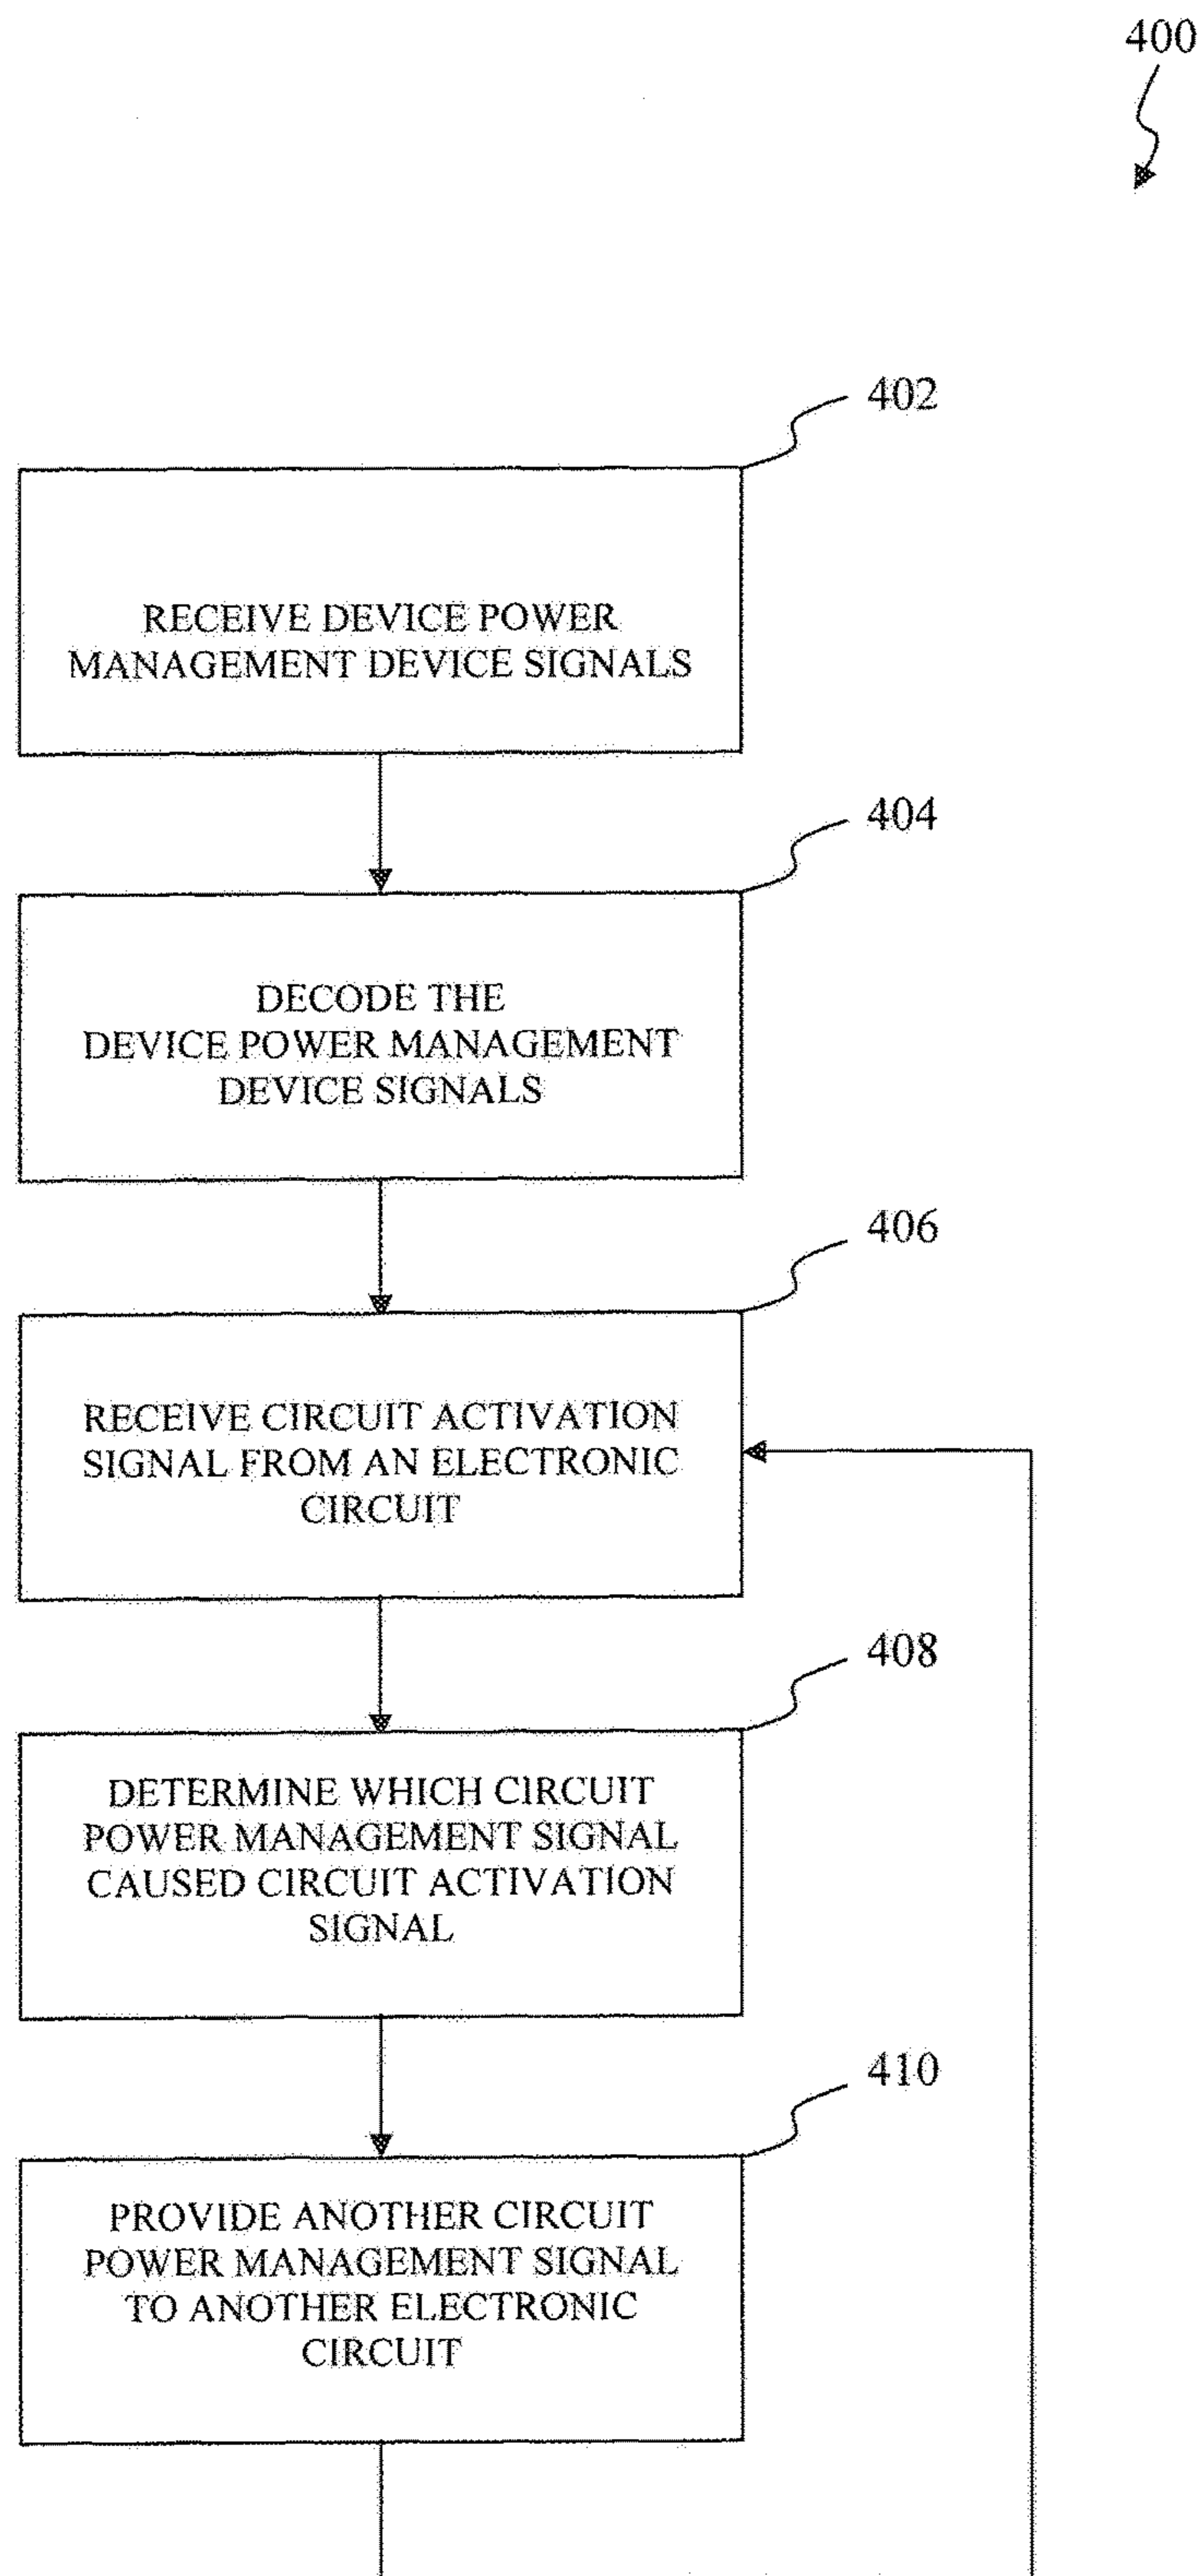 400
402
RECEIVE DEVICE POWER
MANAGEMENT DEVICE SIGNALS
404
DECODE THE
DEVICE POWER MANAGEMENT
DEVICE SIGNALS
406
RECEIVE CIRCUIT ACTIVATION
SIGNAL FROM AN ELECTRONIC
CIRCUIT
408
DETERMINE WHICH CIRCUIT
POWER MANAGEMENT SIGNAL
CAUSED CIRCUIT ACTIVATION
SIGNAL
410
PROVIDE ANOTHER CIRCUIT
POWER MANAGEMENT SIGNAL
TO ANOTHER ELECTRONIC
CIRCUIT